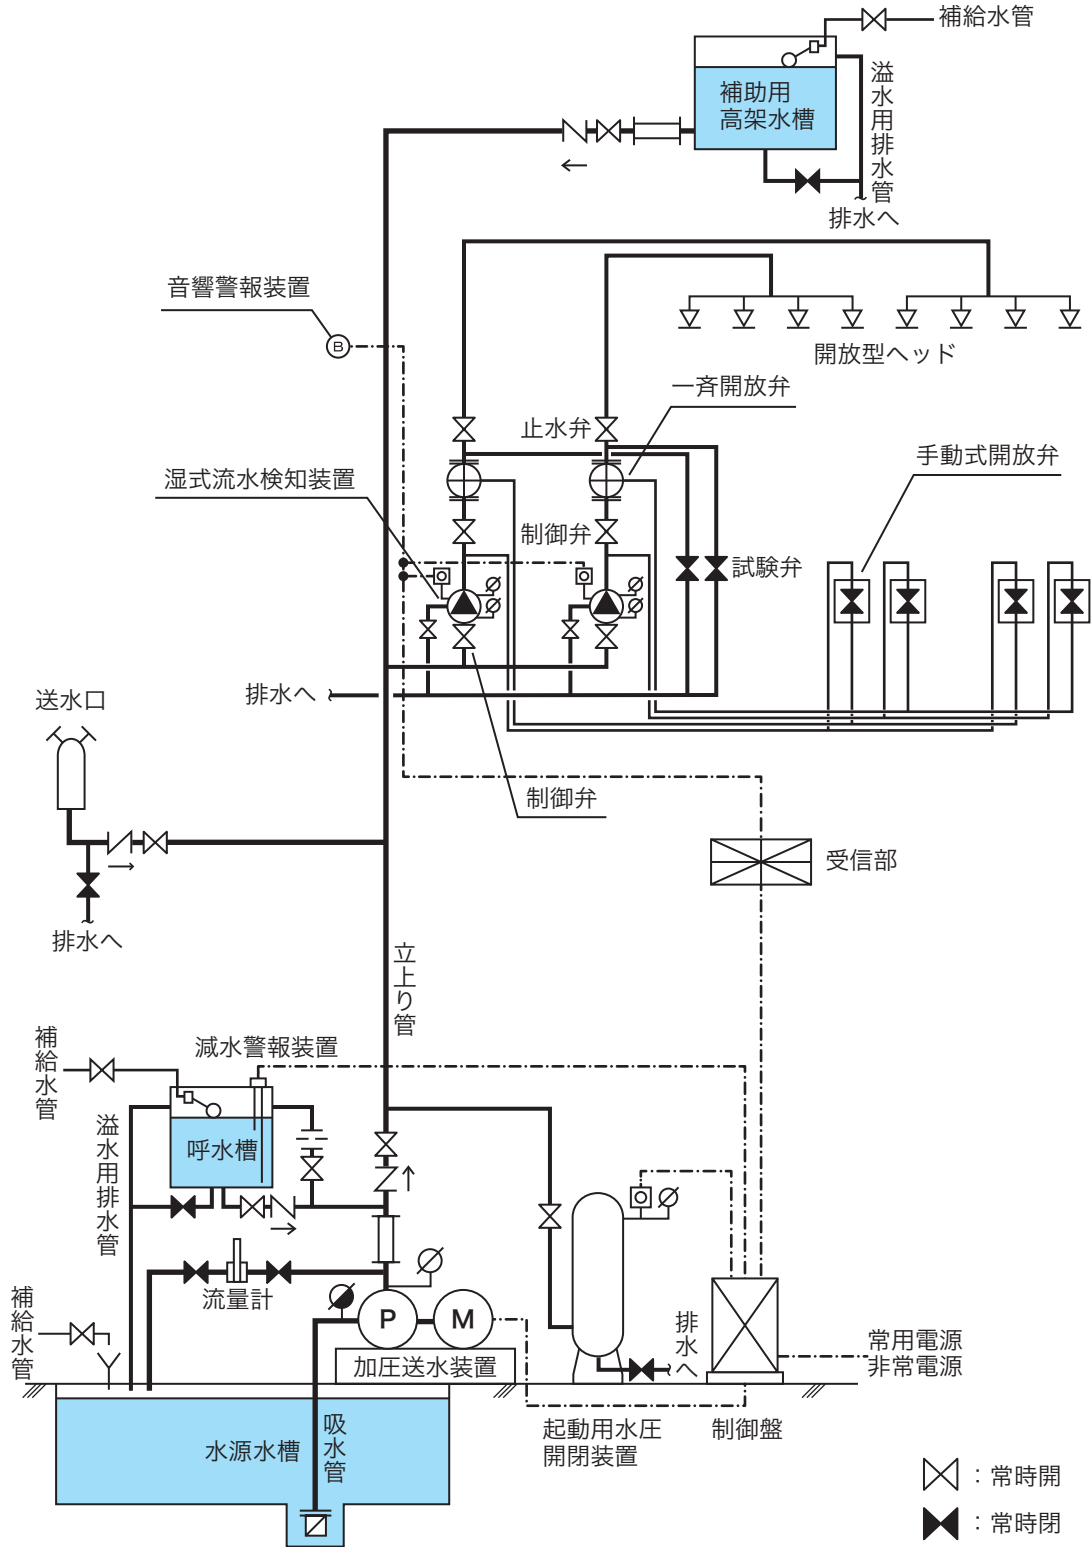 補給水管
補助用
高架水槽
溢水用排水管
排水へ
音響警報装置
B
開放型ヘッド
一斉開放弁
止水弁
手動式開放弁
湿式流水検知装置
制御弁
試験弁
排水へ
送水口
制御弁
受信部
排水へ
立上り管
補給水管
減水警報装置
呼水槽
溢水用排水管
流量計
補給水管
P
M
加圧送水装置
排水へ
常用電源
非常電源
水源水槽
吸水管
起動用水圧
開閉装置
制御盤
：常時開
：常時閉